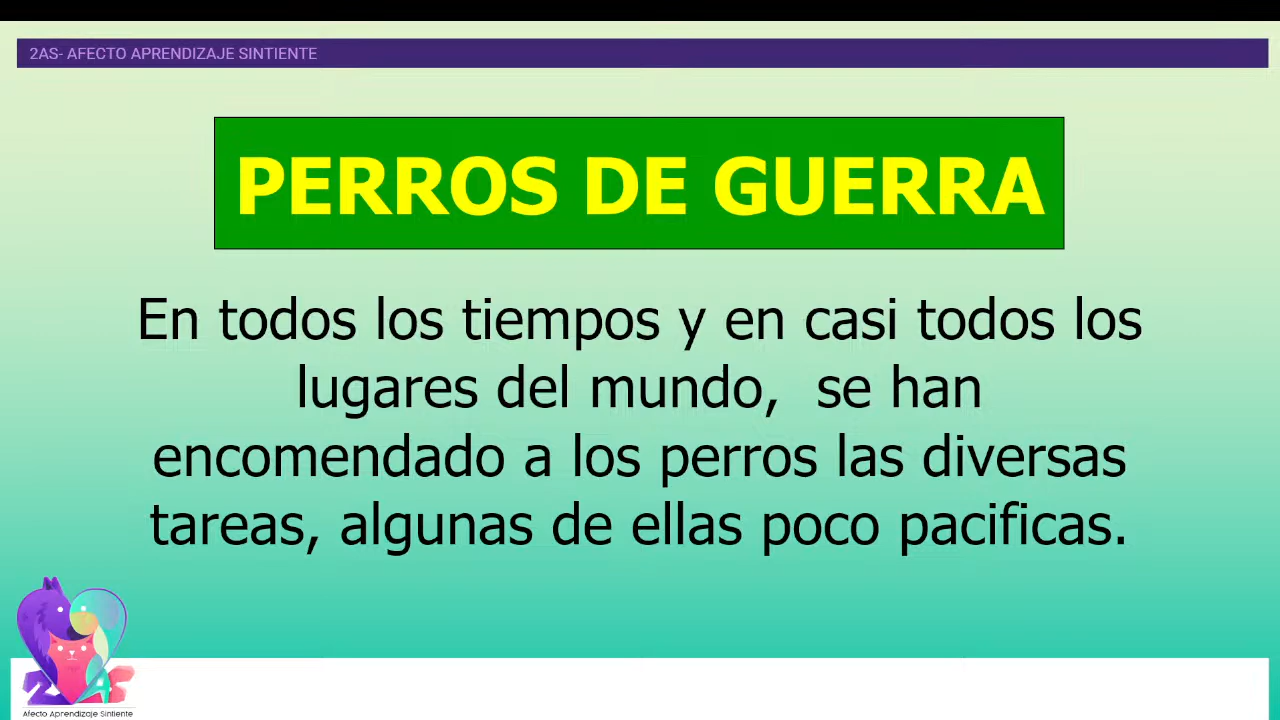 2AS- AFECTO APRENDIZAJE SINTIENTE
PERROS DE GUERRA
En todos los tiempos y en casi todos los
lugares del mundo,  se han
encomendado a los perros las diversas
tareas, algunas de ellas poco pacificas.
2AS
Afecto Aprendizaje Sintiente